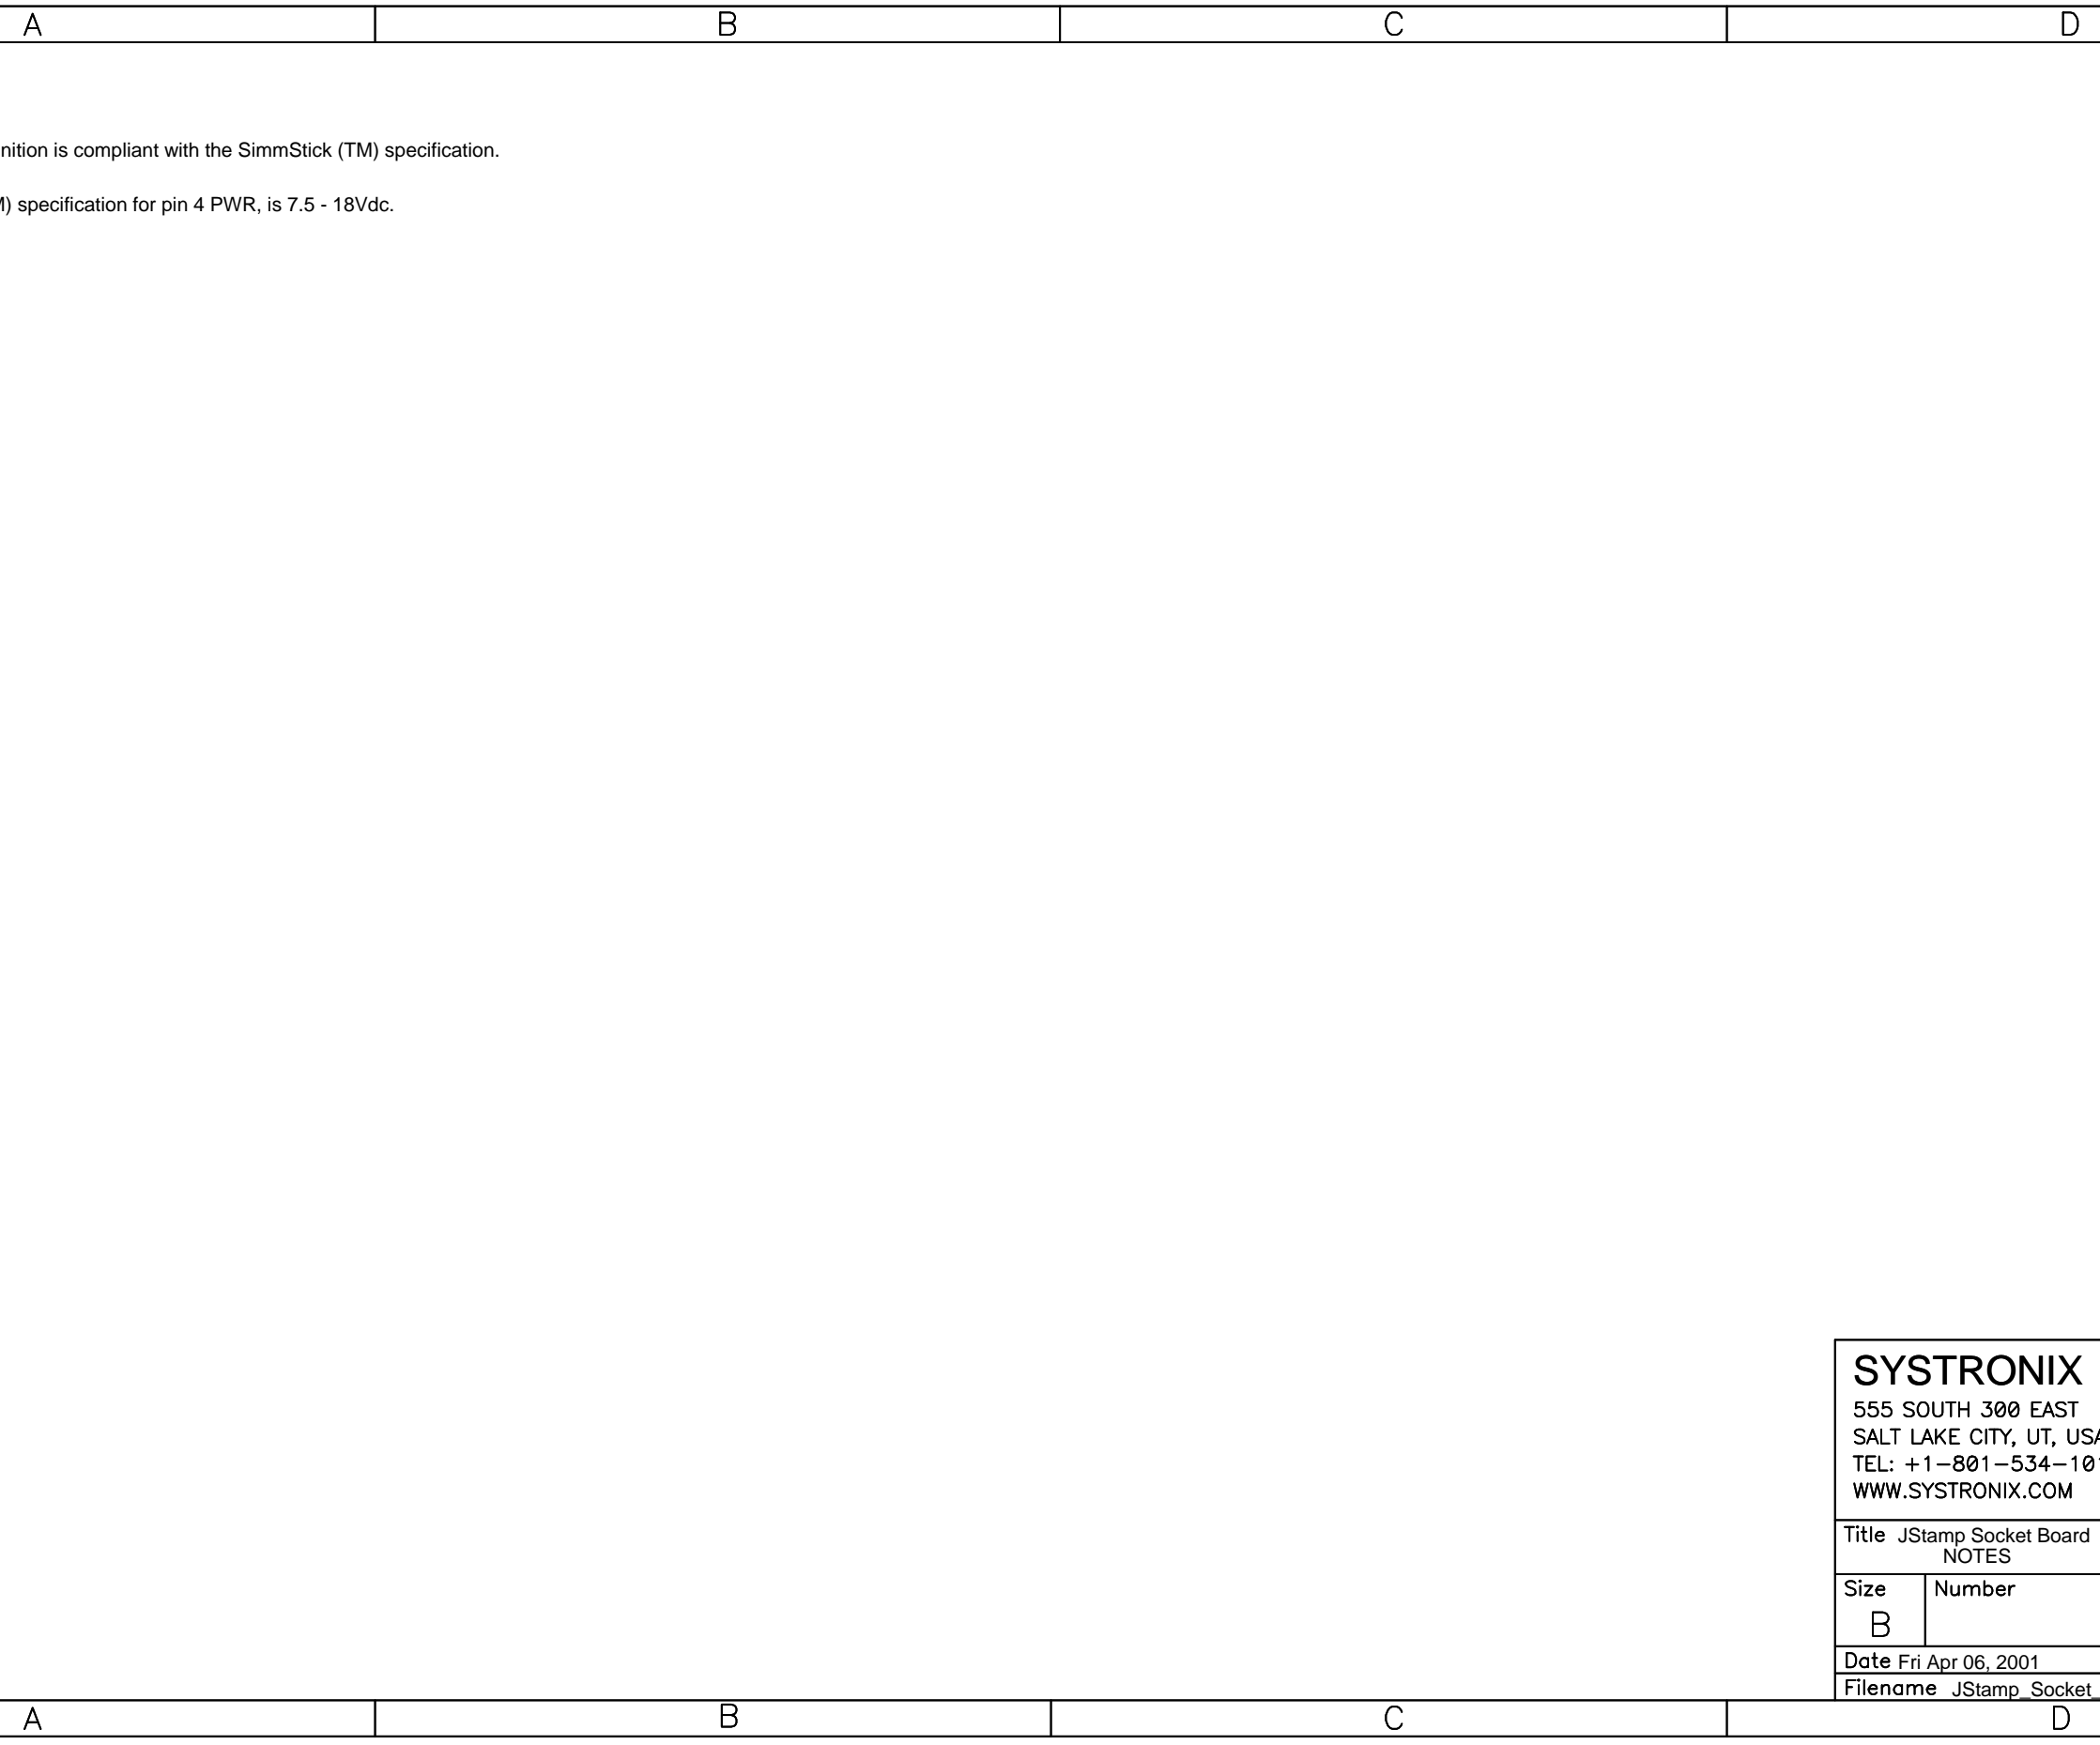 A B C D
nition is compliant with the SimmStick (TM) specification.
) specification for pin 4 PWR, is 7.5 - 18Vdc.
SYSTRONIX
555 SOUTH 300 EAST
SALT LAKE CITY, UT, USA
TEL: +1-801-534-101
WWW.SYSTRONIX.COM
Title JStamp Socket Board
NOTES
Size Number
B
Date Fri Apr 06, 2001
Filename JStamp_Socket_
A B C D